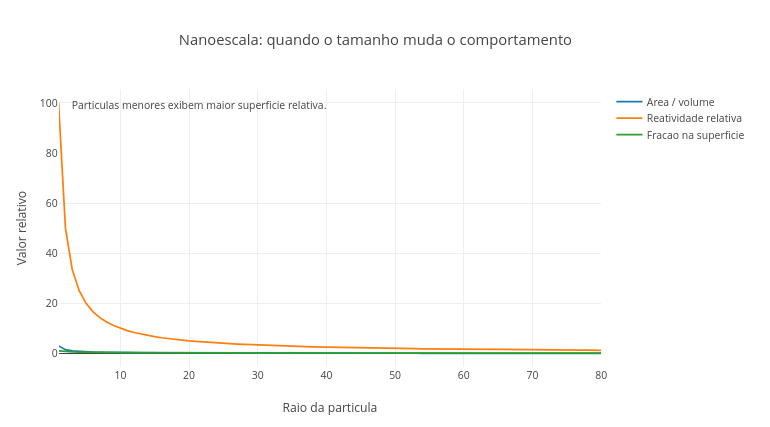 Nanoescala: quando o tamanho muda o comportamento
Particulas menores exibem maior superficie relativa.
Area / volume
Reatividade relativa
Fracao na superficie
Valor relativo
100
80
60
40
20
0
10 20 30 40 50 60 70 80
Raio da particula